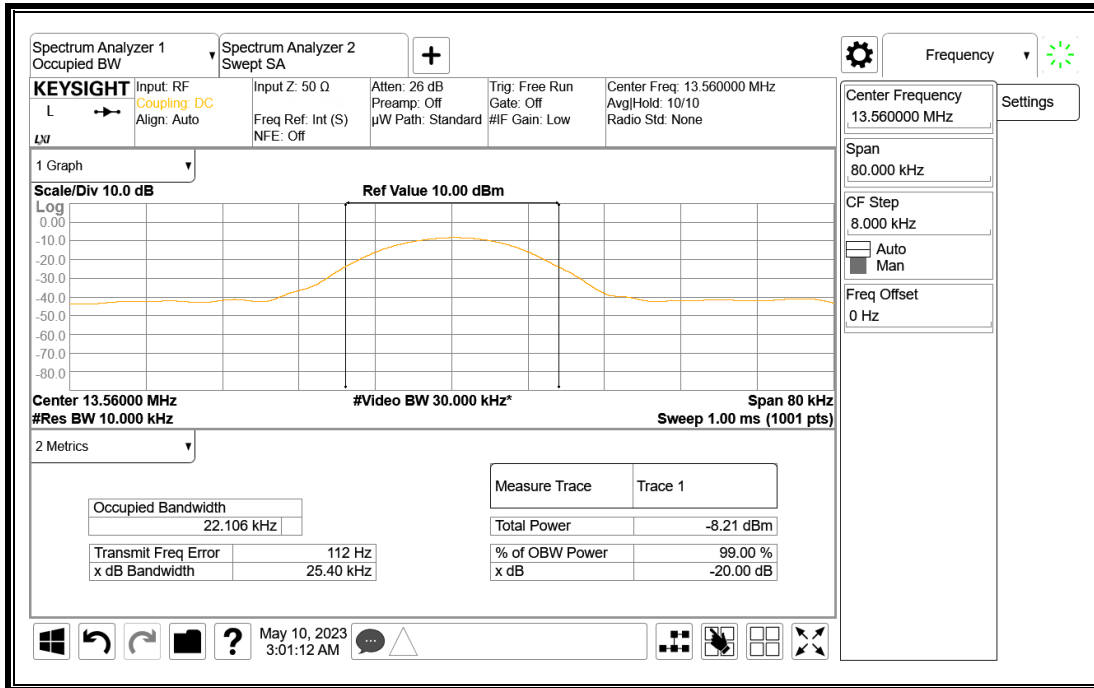 Spectrum Analyzer 1
Occupied BW
Spectrum Analyzer 2
Swept SA
+
Frequency
KEYSIGHT
L
LXI
Input: RF
Coupling: DC
Align: Auto
Input Z: 50 Ω
Freq Ref: Int (S)
NFE: Off
Atten: 26 dB
Preamp: Off
µW Path: Standard
Trig: Free Run
Gate: Off
#IF Gain: Low
Center Freq: 13.560000 MHz
Avg|Hold: 10/10
Radio Std: None
Center Frequency
13.560000 MHz
Settings
Span
80.000 kHz
CF Step
8.000 kHz
Auto
Man
Freq Offset
0 Hz
1 Graph
Scale/Div 10.0 dB
Ref Value 10.00 dBm
Log
0.00
-10.0
-20.0
-30.0
-40.0
-50.0
-60.0
-70.0
-80.0
Center 13.56000 MHz
#Video BW 30.000 kHz*
Span 80 kHz
#Res BW 10.000 kHz
Sweep 1.00 ms (1001 pts)
2 Metrics
Occupied Bandwidth
22.106 kHz
Transmit Freq Error 112 Hz
x dB Bandwidth 25.40 kHz
Measure Trace Trace 1
Total Power -8.21 dBm
% of OBW Power 99.00 %
x dB -20.00 dB
?
May 10, 2023
3:01:12 AM